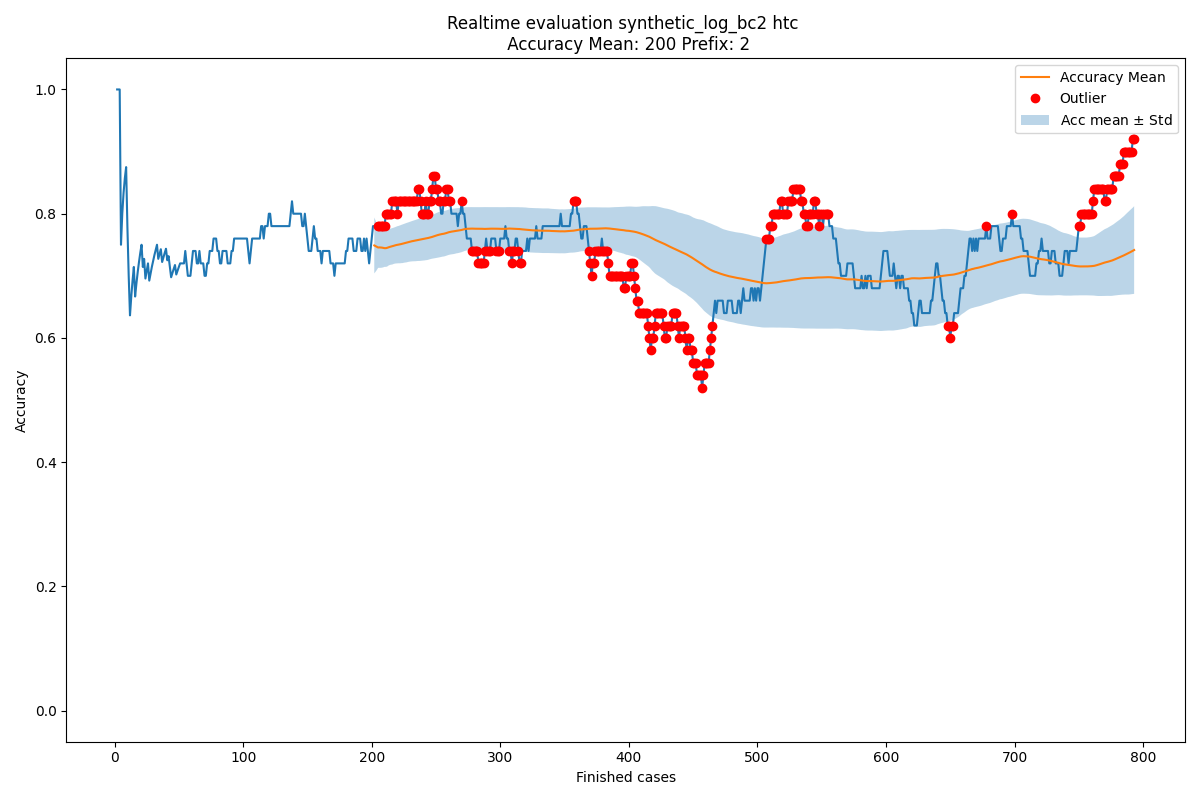 Realtime evaluation synthetic_log_bc2 htc
Accuracy Mean: 200 Prefix: 2
Accuracy Mean
Outlier
Acc mean ± Std
Accuracy
1.0
0.8
0.6
0.4
0.2
0.0
0 100 200 300 400 500 600 700 800
Finished cases